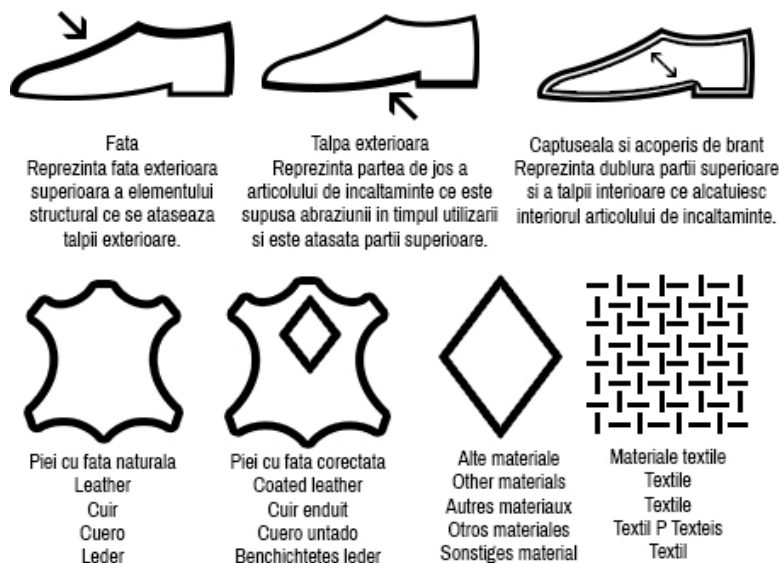 Fata
Reprezinta fata exterioara
superioara a elementului
structural ce se ataseaza
talpii exterioare.
Talpa exterioara
Reprezinta partea de jos a
articolului de incaltaminte ce este
supusa abraziunii in timpul utilizarii
si este atasata partii superioare.
Captuseala si acoperis de brant
Reprezinta dublura partii superioare
si a talpii interioare ce alcatuiesc
interiorul articolului de incaltaminte.
Piei cu fata naturala
Leather
Cuir
Cuero
Leder
Piei cu fata corectata
Coated leather
Cuir enduit
Cuero untado
Benchichtetes leder
Alte materiale
Other materials
Autres materiaux
Otros materiales
Sonstiges material
Materiale textile
Textile
Textile
Textil P Texteis
Textil